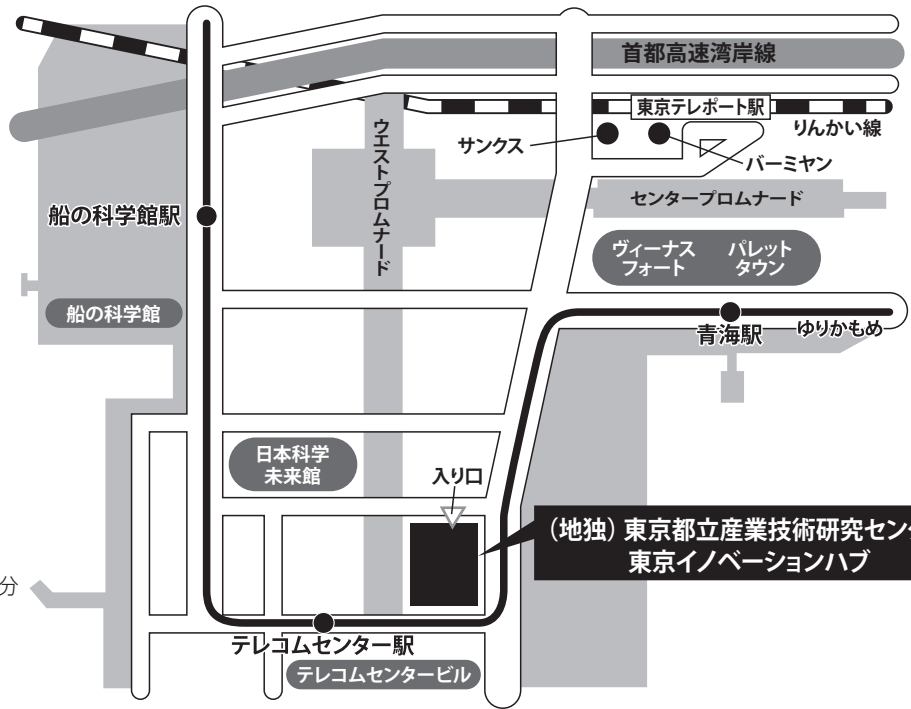 首都高速湾岸線
東京テレポート駅
りんかい線
サンクス
バーミヤン
ウエストプロムナード
センタープロムナード
船の科学館駅
ヴィーナス
フォート
パレット
タウン
船の科学館
青海駅
ゆりかもめ
日本科学
未来館
入り口
（地独）東京都立産業技術研究セン
東京イノベーションハブ
分
テレコムセンター駅
テレコムセンタービル